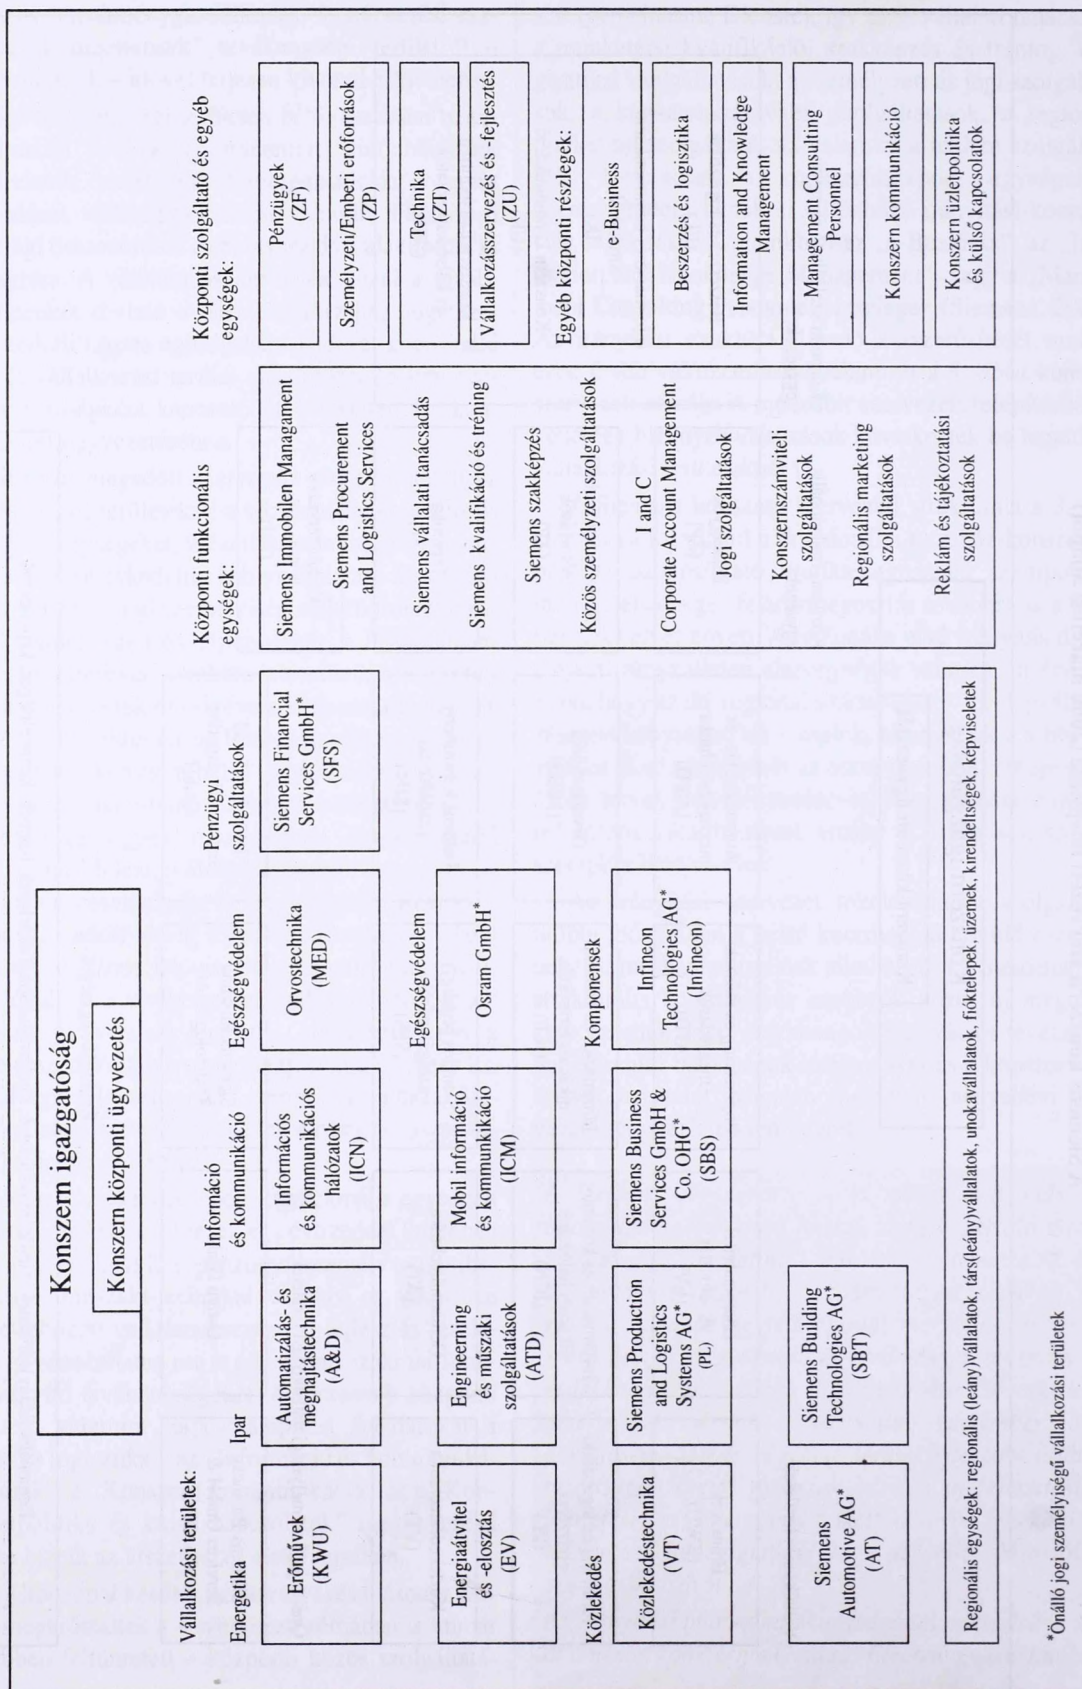 Konszern igazgatóság
Konszern központi ügyvezetés
Vállalkozási területek:
Energetika
Erőművek
(KWU)
Energiaátvitel
és -elosztás
(EV)
Közlekedés
Közlekedéstechnika
(VT)
Siemens
Automotive AG*
(AT)
*
Ipar
Automatizálás és
meghajtástechnika
(A&D)
Engineerning
és műszaki
szolgáltatások
(ATD)
Siemens Production
and Logistics
Systems AG*
(PL)
Siemens Building
Technologies AG*
(SBT)
Információ
és kommunikáció
Információs
és kommunikációs
hálózatok
(ICN)
Mobil információ
és kommunkikáció
(ICM)
Siemens Business
Services GmbH &
Co. OHG*
(SBS)
Egészségvédelem
Orvostechnika
(MED)
Egészségvédelem
Osram GmbH*
Komponensek
Infineon
Technologies AG*
(Infineon)
Pénzügyi
szolgáltatások
Siemens Financial
Services GmbH*
(SFS)
Központi funkcionális
egységek:
Siemens Immobilen Managament
Siemens Procurement
and Logistics Services
Siemens vállalati tanácsadás
Siemens kvalifikáció és tréning
Siemens szakképzés
Közös személyzeti szolgáltatások
I and C
Corporate Account Management
Jogi szolgáltatások
Konszernszámviteli
szolgáltatások
Regionális marketing
szolgáltatások
Reklám és tájékoztatási
szolgáltatások
Központi szolgáltató és egyéb
egységek:
Pénzügyek
(ZF)
Személyzeti/Emberi erőforrások
(ZP)
Technika
(ZT)
Vállalkozásszervezés és fejlesztés
(ZU)
Egyéb központi részlegek:
e-Business
Beszerzés és logisztika
Information and Knowleege
Management
Management Consulting
Personnel
Konszern kommunikáció
Konszern üzletpolitika
és külső kapcsolatok
Regionális egységek: regionális (leány)vállalatok, társ(leány)vállalatok, unokavállalatok, fióktelepek, üzemek, kirendeltségek, képviseletek
*Önálló jogi személyiségű vállalkozási területek